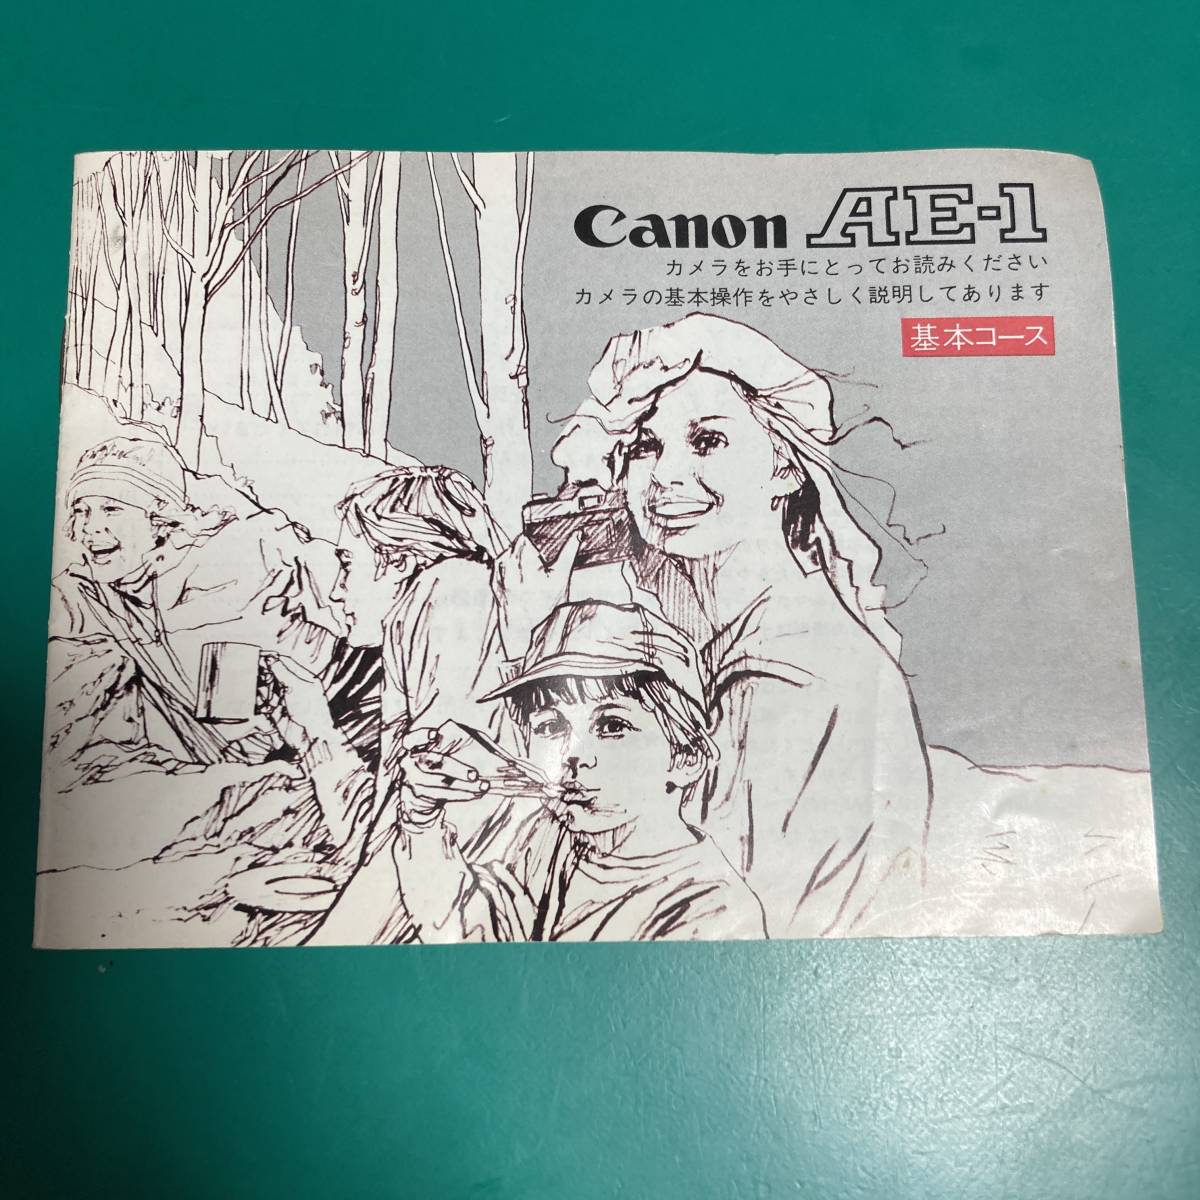 Canon AE-1
カメラをお手にとってお読みください
カメラの基本操作をやさしく説明してあります
基本コース